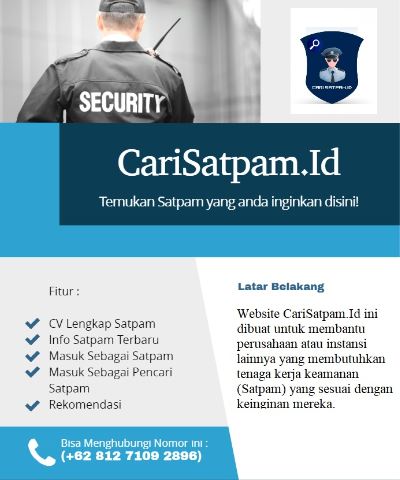 SECURITY
CARISATPAM.ID
CariSatpam.Id
Temukan Satpam yang anda inginkan disini!
Fitur :
CV Lengkap Satpam
Info Satpam Terbaru
Masuk Sebagai Satpam
Masuk Sebagai Pencari
Satpam
Rekomendasi
Latar Belakang
Website CariSatpam.Id ini
dibuat untuk membantu
perusahaan atau instansi
lainnya yang membutuhkan
tenaga kerja keamanan
(Satpam) yang sesuai dengan
keinginan mereka.
Bisa Menghubungi Nomor ini :
(+62 812 7109 2896)